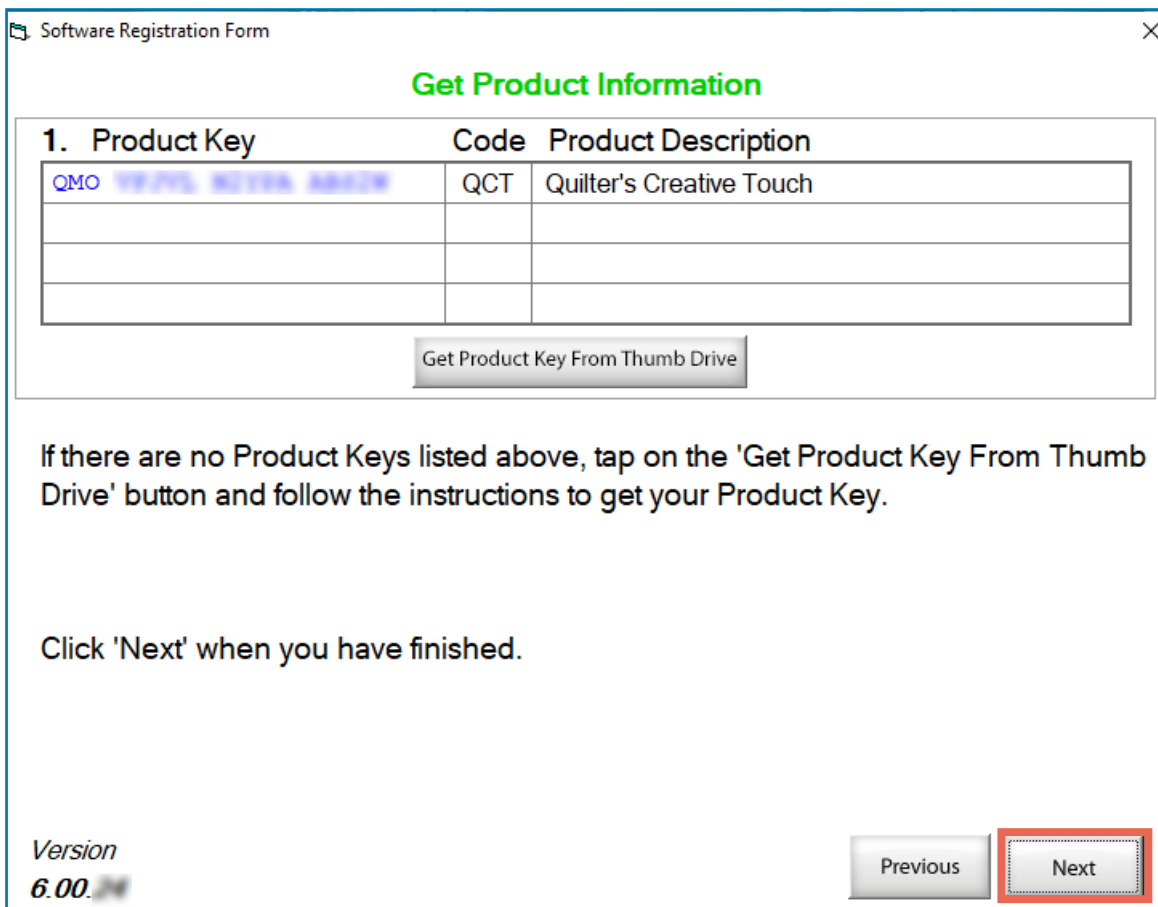 Software Registration Form
Get Product Information
1. Product Key Code Product Description
QMO QCT Quilter's Creative Touch
Get Product Key From Thumb Drive
If there are no Product Keys listed above, tap on the 'Get Product Key From Thumb
Drive' button and follow the instructions to get your Product Key.
Click 'Next' when you have finished.
Version
6.00.
Previous Next